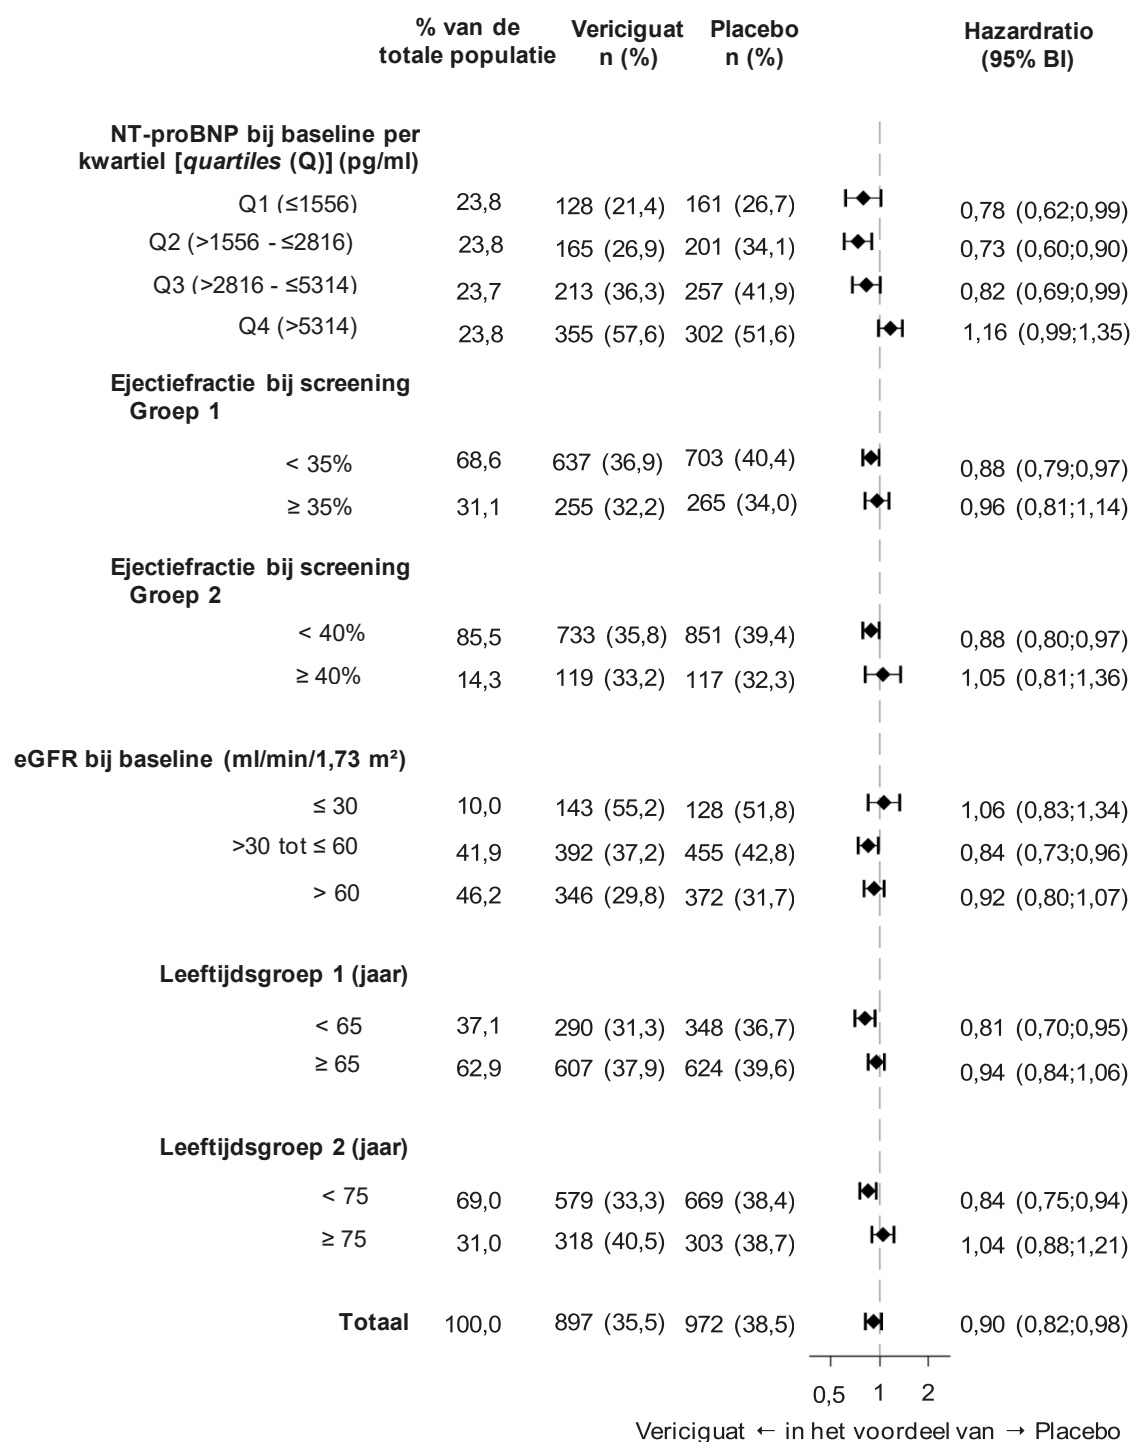 % van de totale populatie Vericiguat n (%) Placebo n (%) Hazardratio (95% BI)
NT-proBNP bij baseline per
kwartiel [quartiles (Q)] (pg/ml)
Q1 (≤1556) 23,8 128 (21,4) 161 (26,7) 0,78 (0,62;0,99)
Q2 (>1556 - ≤2816) 23,8 165 (26,9) 201 (34,1) 0,73 (0,60;0,90)
Q3 (>2816 - ≤5314) 23,7 213 (36,3) 257 (41,9) 0,82 (0,69;0,99)
Q4 (>5314) 23,8 355 (57,6) 302 (51,6) 1,16 (0,99;1,35)
Ejectiefractie bij screening
Groep 1
< 35% 68,6 637 (36,9) 703 (40,4) 0,88 (0,79;0,97)
≥ 35% 31,1 255 (32,2) 265 (34,0) 0,96 (0,81;1,14)
Ejectiefractie bij screening
Groep 2
< 40% 85,5 733 (35,8) 851 (39,4) 0,88 (0,80;0,97)
≥ 40% 14,3 119 (33,2) 117 (32,3) 1,05 (0,81;1,36)
eGFR bij baseline (ml/min/1,73 m²)
≤ 30 10,0 143 (55,2) 128 (51,8) 1,06 (0,83;1,34)
>30 tot ≤ 60 41,9 392 (37,2) 455 (42,8) 0,84 (0,73;0,96)
> 60 46,2 346 (29,8) 372 (31,7) 0,92 (0,80;1,07)
Leeftijdsgroep 1 (jaar)
< 65 37,1 290 (31,3) 348 (36,7) 0,81 (0,70;0,95)
≥ 65 62,9 607 (37,9) 624 (39,6) 0,94 (0,84;1,06)
Leeftijdsgroep 2 (jaar)
< 75 69,0 579 (33,3) 669 (38,4) 0,84 (0,75;0,94)
≥ 75 31,0 318 (40,5) 303 (38,7) 1,04 (0,88;1,21)
Totaal 100,0 897 (35,5) 972 (38,5) 0,90 (0,82;0,98)
0,5 1 2
Vericiguat ← in het voordeel van → Placebo